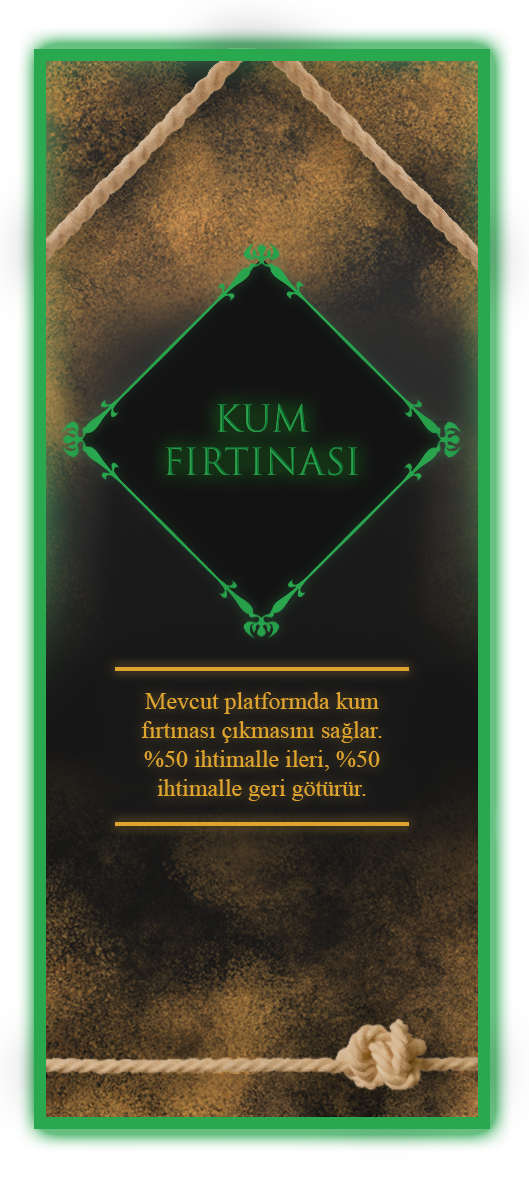 KUM
FIRTINASI
Mevcut platformda kum
fırtınası çıkmasını sağlar.
%50 ihtimalle ileri, %50
ihtimalle geri götürür.